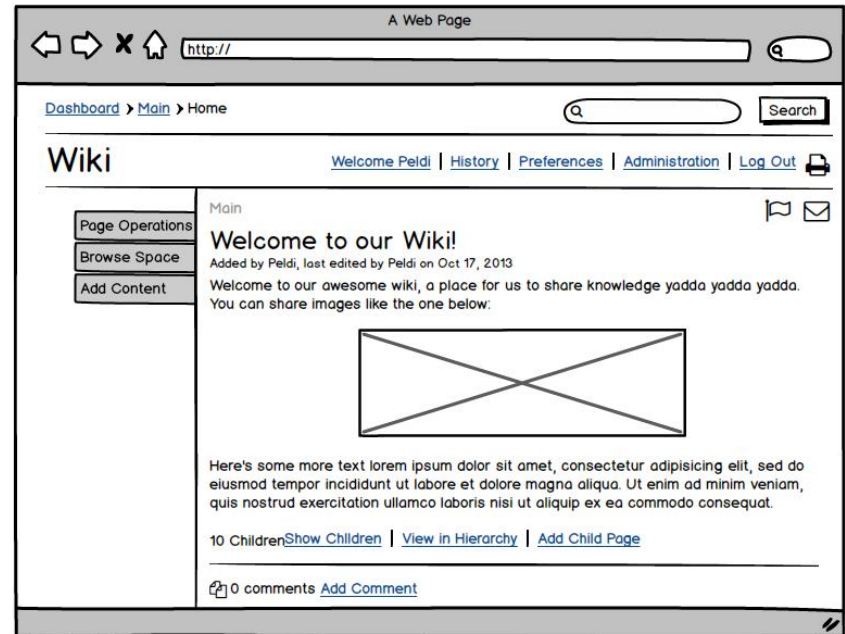 A Web Page
http://
Dashboard > Main > Home
Search
Wiki
Welcome Peldi | History | Preferences | Administration | Log Out
Page Operations
Browse Space
Add Content
Main
Welcome to our Wiki!
Added by Peldi, last edited by Peldi on Oct 17, 2013
Welcome to our awesome wiki, a place for us to share knowledge yadda yadda yadda.
You can share images like the one below:
Here's some more text lorem ipsum dolor sit amet, consectetur adipisicing elit, sed do
eiusmod tempor incididunt ut labore et dolore magna aliqua. Ut enim ad minim veniam,
quis nostrud exercitation ullamco laboris nisi ut aliquip ex ea commodo consequat.
10 ChildrenShow Children | View in Hierarchy | Add Child Page
0 comments Add Comment